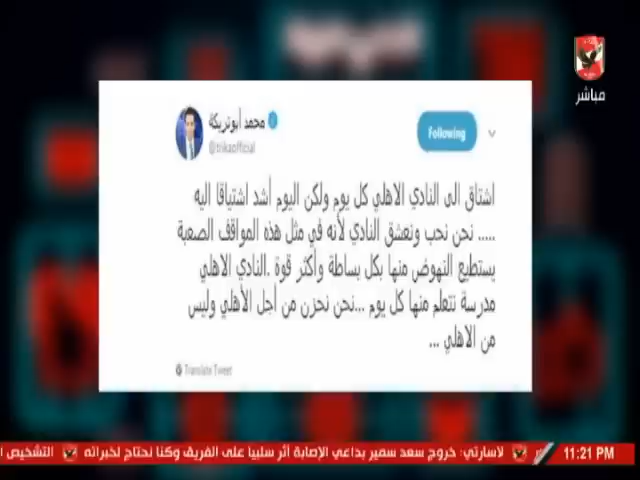 مباشر
محمد أبوتريكة
@trikaofficial
Following
اشتاق الى النادي الاهلي كل يوم ولكن اليوم أشد اشتياقا اليه
..... نحن نحب ونعشق النادي لأنه في مثل هذه المواقف الصعبة
يستطيع النهوض منها بكل بساطة وأكثر قوة .النادي الاهلي
مدرسة نتعلم منها كل يوم ...نحن نحزن من أجل الأهلي وليس
من الاهلي ...
Translate Tweet
لاسارتي: خروج سعد سمير بداعي الإصابة أثر سلبيا على الفريق وكنا نحتاج لخبراته
التشخيص ا
11:21 PM